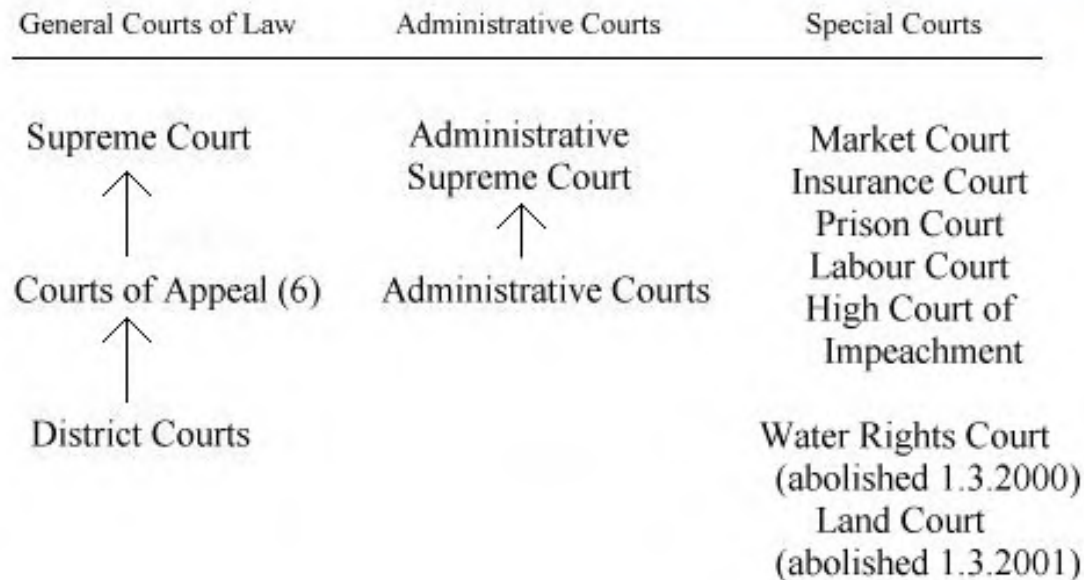 General Courts of Law
Administrative Courts
Special Courts
Supreme Court
Courts of Appeal (6)
District Courts
Administrative
Supreme Court
Administrative Courts
Market Court
Insurance Court
Prison Court
Labour Court
High Court of
Impeachment
Water Rights Court
(abolished 1.3.2000)
Land Court
(abolished 1.3.2001)